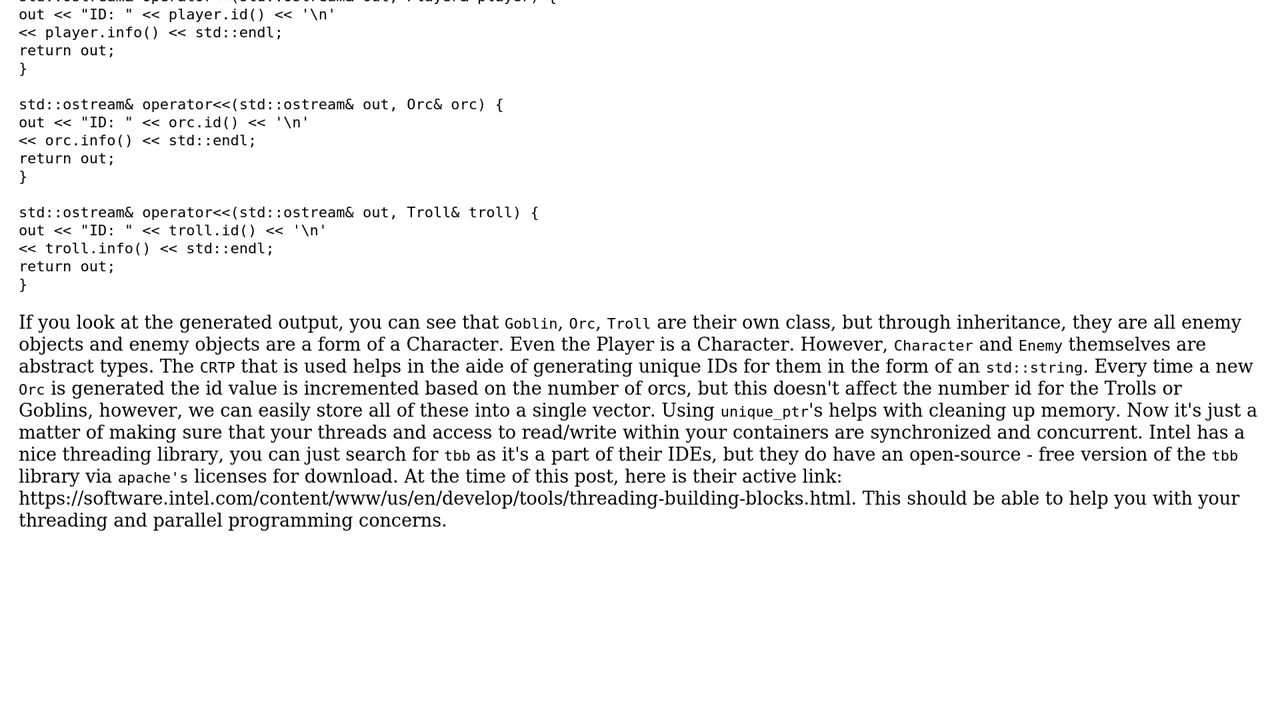 out << "ID: " << player.id() << '\n'
<< player.info() << std::endl;
return out;
}
std::ostream& operator<<(std::ostream& out, Orc& orc) {
out << "ID: " << orc.id() << '\n'
<< orc.info() << std::endl;
return out;
}
std::ostream& operator<<(std::ostream& out, Troll& troll) {
out << "ID: " << troll.id() << '\n'
<< troll.info() << std::endl;
return out;
}
If you look at the generated output, you can see that Goblin, Orc, Troll are their own class, but through inheritance, they are all enemy
objects and enemy objects are a form of a Character. Even the Player is a Character. However, Character and Enemy themselves are
abstract types. The CRTP that is used helps in the aide of generating unique IDs for them in the form of an std::string. Every time a new
Orc is generated the id value is incremented based on the number of orcs, but this doesn't affect the number id for the Trolls or
Goblins, however, we can easily store all of these into a single vector. Using unique_ptr's helps with cleaning up memory. Now it's just a
matter of making sure that your threads and access to read/write within your containers are synchronized and concurrent. Intel has a
nice threading library, you can just search for tbb as it's a part of their IDEs, but they do have an open-source - free version of the tbb
library via apache's licenses for download. At the time of this post, here is their active link:
https://software.intel.com/content/www/us/en/develop/tools/threading-building-blocks.html. This should be able to help you with your
threading and parallel programming concerns.